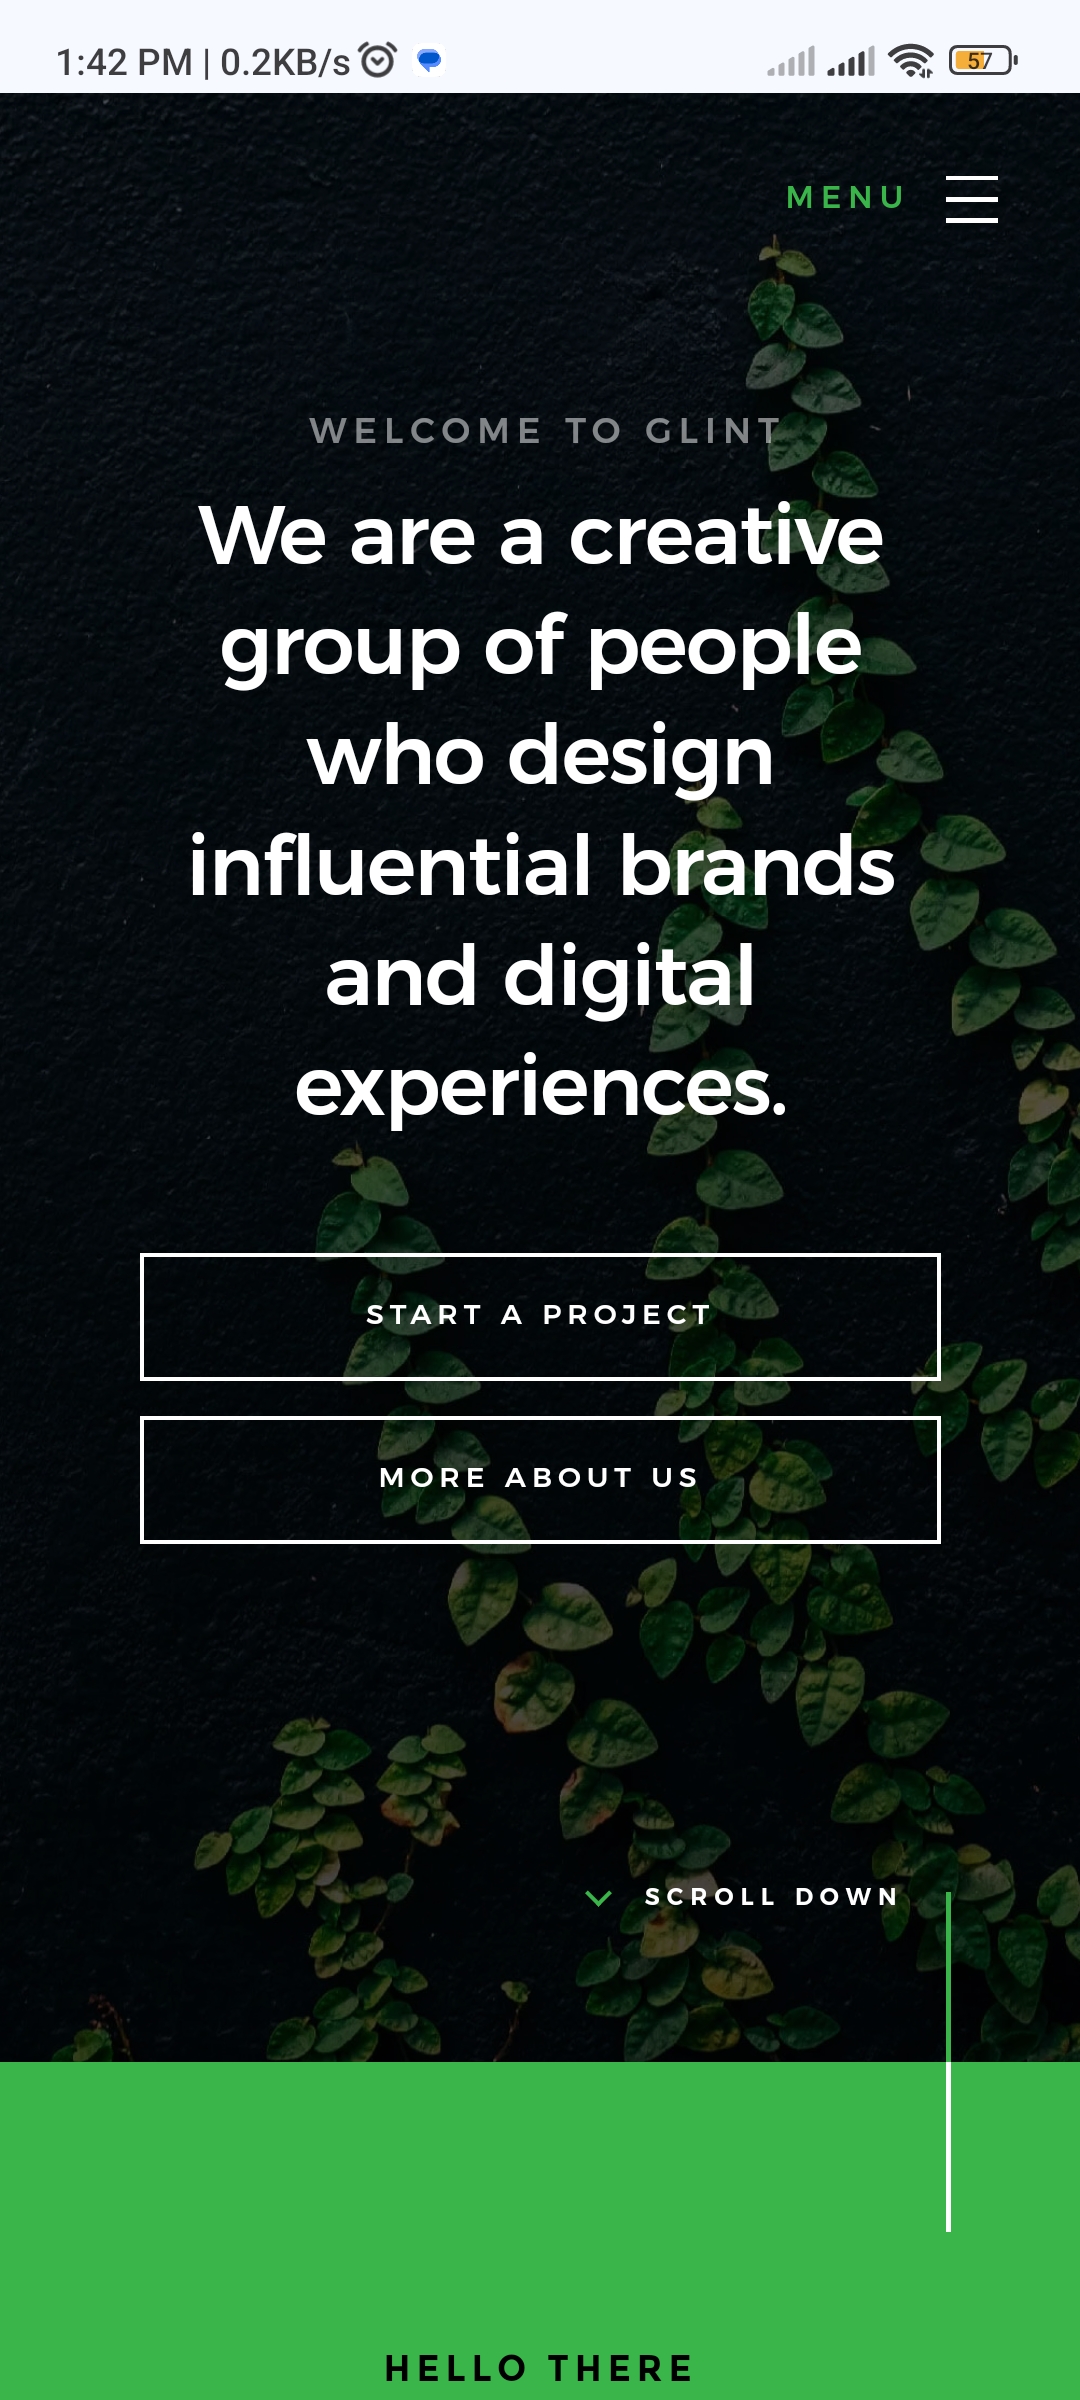 1:42 PM | 0.2KB/s 57
MENU
WELCOME TO GLINT
We are a creative
group of people
who design
influential brands
and digital
experiences.
START A PROJECT
MORE ABOUT US
SCROLL DOWN
HELLO THERE